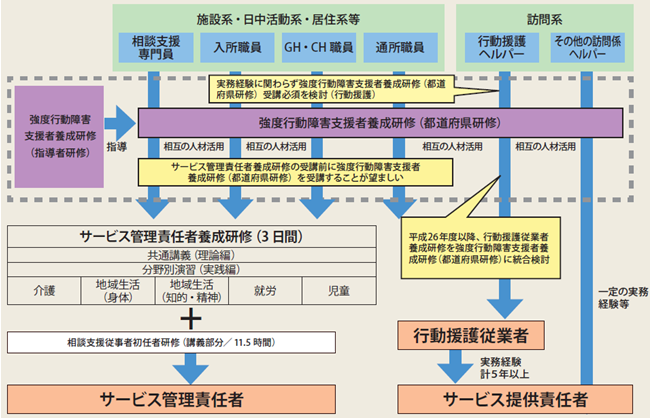 施設系・日中活動系・居住系等
訪問系
相談支援
専門員
入所職員
GH・CH 職員
通所職員
行動援護
ヘルパー
その他の訪問係
ヘルパー
実務経験に関わらず強度行動障害支援者養成研修(都道
府県研修)受講必須を検討(行動援護)
強度行動障害
支援者養成研修
(指導者研修)
指導
強度行動障害支援者養成研修(都道府県研修)
相互の人材活用
相互の人材活用
相互の人材活用
相互の人材活用
相互の人材活用
サービス管理責任者養成研修の受講前に強度行動障害支援者
養成研修(都道府県研修)を受講することが望ましい
サービス管理責任者養成研修(3日間)
共通講義(理論編)
分野別演習(実践編)
介護
地域生活
(身体)
地域生活
(知的・精神)
就労
児童
+
相談支援従事者初任者研修(講義部分/11.5時間)
サービス管理責任者
平成26年度以降、行動援護従業者
養成研修を強度行動障害支援者養
成研修(都道府県研修)に統合検討
一定の実務
経験等
行動援護従業者
実務経験
計5年以上
サービス提供責任者